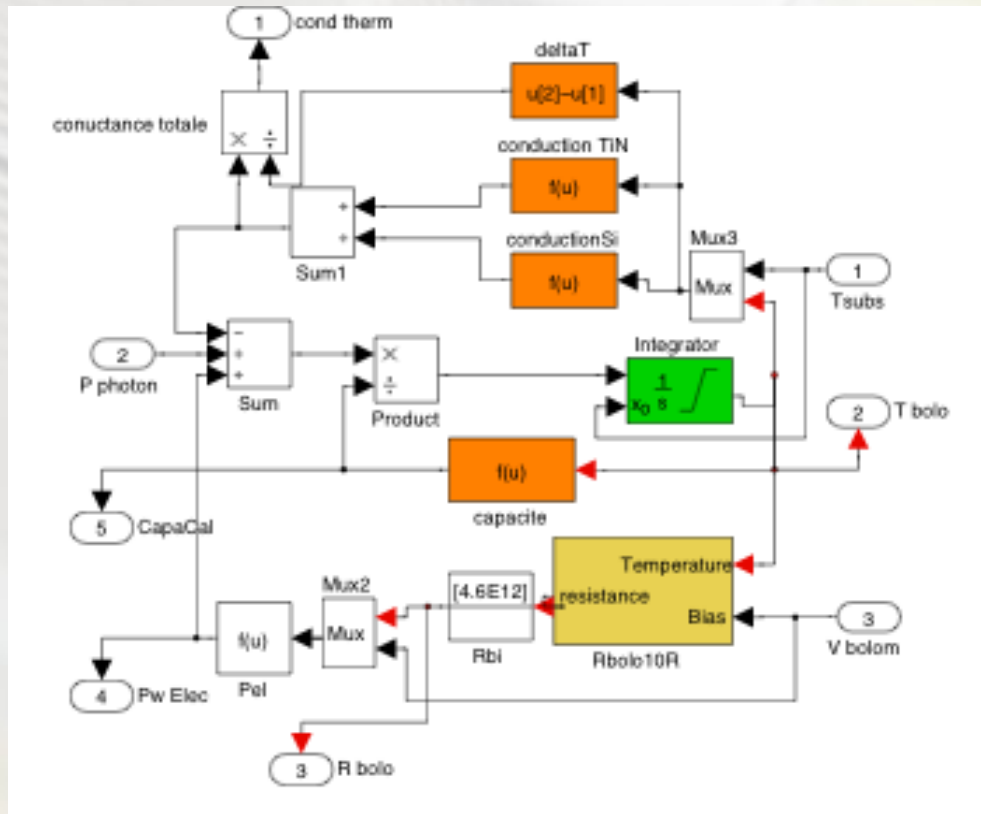 1
cond therm
deltaT
u[2]-u[1]
conuctance totale
× ÷
conduction TiN
f(u)
+
+
Sum1
conductionSi
f(u)
Mux3
Mux
1
Tsubs
2
P photon
−
+
+
Sum
×
÷
Product
Integrator
1
s
x₀
2
T bolo
f(u)
capacite
5
CapaCal
Temperature
resistance
Bias
Rbolo10R
[4.6E12]
Rbi
Mux2
Mux
3
V bolom
f(u)
Pel
4
Pw Elec
3
R bolo